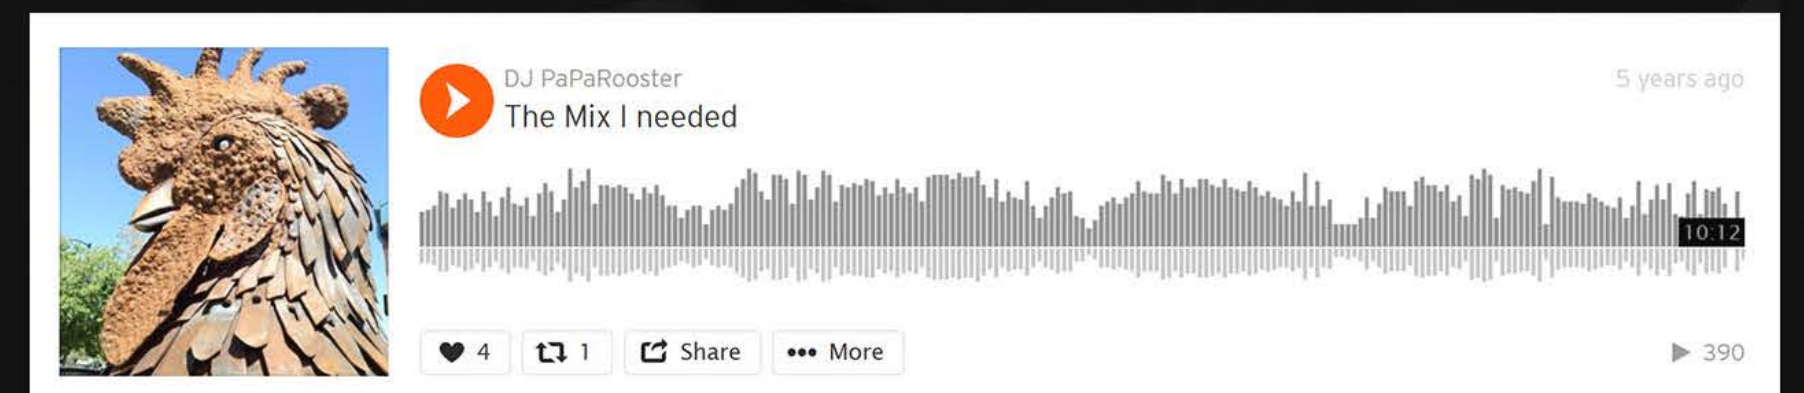 DJ PaPaRooster
5 years ago
The Mix I needed
10:12
4
1
Share
More
390